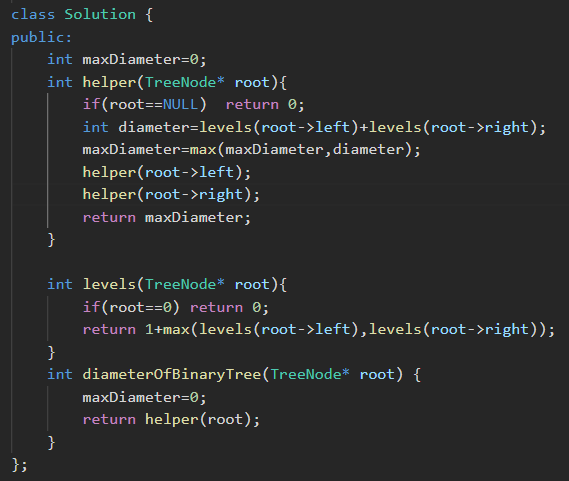 class Solution {
public:
    int maxDiameter=0;
    int helper(TreeNode* root){
        if(root==NULL)  return 0;
        int diameter=levels(root->left)+levels(root->right);
        maxDiameter=max(maxDiameter,diameter);
        helper(root->left);
        helper(root->right);
        return maxDiameter;
    }

    int levels(TreeNode* root){
        if(root==0) return 0;
        return 1+max(levels(root->left),levels(root->right));
    }
    int diameterOfBinaryTree(TreeNode* root) {
        maxDiameter=0;
        return helper(root);
    }
};